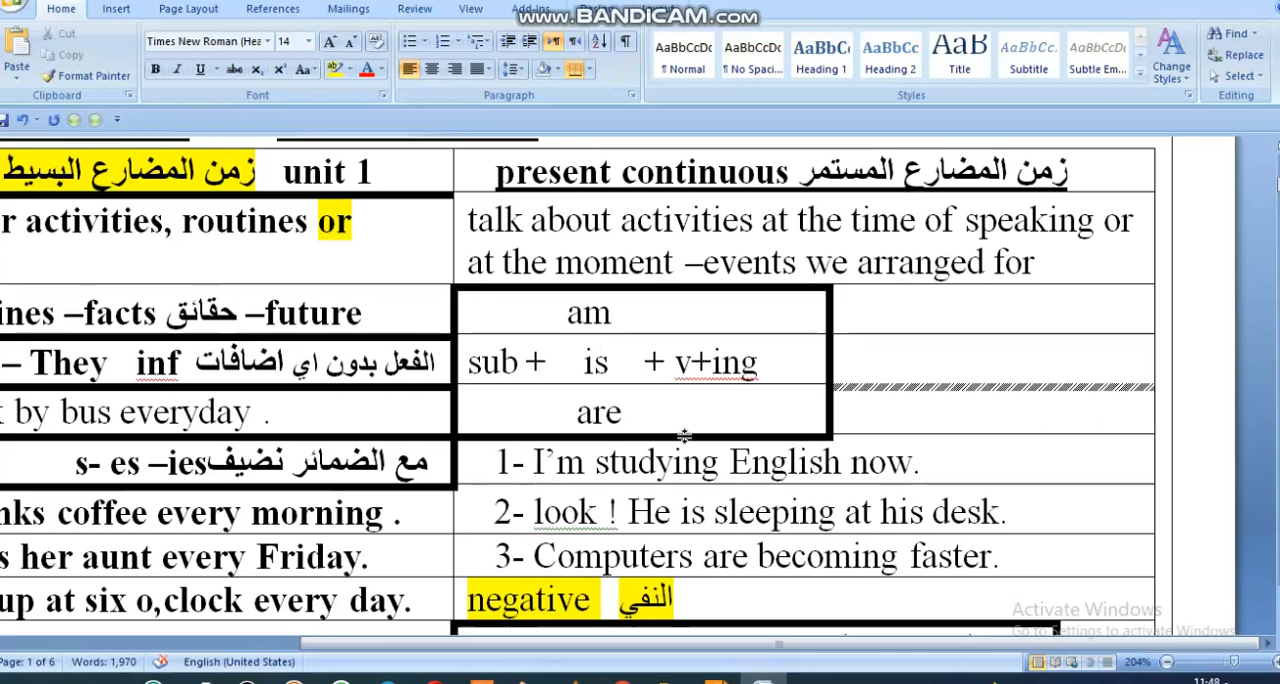 Home Insert Page Layout References Mailings Review View Add-Ins
www.BANDICAM.com
Cut
Copy
Paste
Format Painter
Times New Roman (He 14
AaBbCcDc AaBbCcDc AaBbC AaBbCc AaB AaBbCc. AaBbCcDc
¶ Normal ¶ No Spaci... Heading 1 Heading 2 Title Subtitle Subtle Em...
Change
Styles
Find
Replace
Select
Clipboard Font Paragraph Styles Editing
زمن المضارع البسيط unit 1
present continuous زمن المضارع المستمر
r activities, routines or
talk about activities at the time of speaking or
at the moment –events we arranged for
ines –facts حقائق –future
am
– They inf الفعل بدون اي اضافات
sub + is + v+ing
k by bus everyday .
are
s- es –iesمع الضمائر نضيف
1- I’m studying English now.
nks coffee every morning .
2- look ! He is sleeping at his desk.
s her aunt every Friday.
3- Computers are becoming faster.
up at six o,clock every day.
negative النفي
Activate Windows
Go to Settings to activate Windows.
Page: 1 of 6 Words: 1,970 English (United States) 204%
11:48